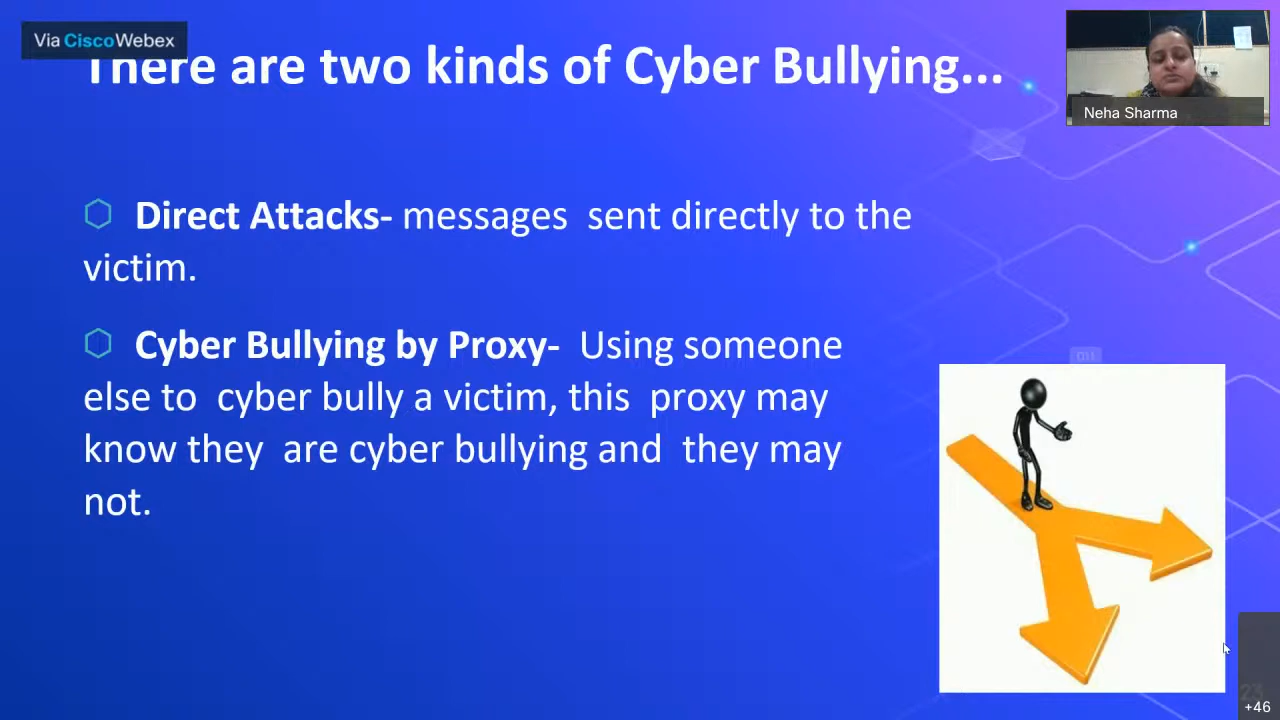 Via CiscoWebex
There are two kinds of Cyber Bullying...
Neha Sharma
Direct Attacks- messages sent directly to the
victim.
Cyber Bullying by Proxy- Using someone
else to cyber bully a victim, this proxy may
know they are cyber bullying and they may
not.
23
+46